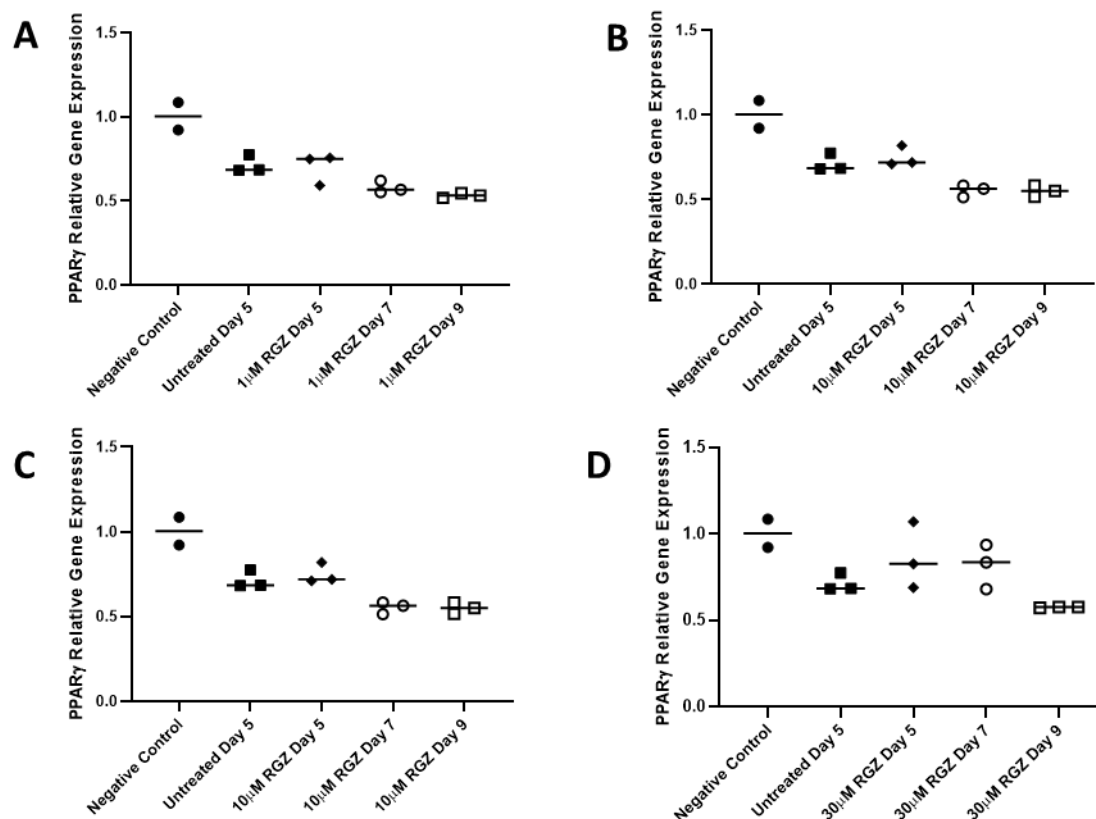 A
PPARγ Relative Gene Expression
1.5
1.0
0.5
0.0
Negative Control
Untreated Day 5
1μM RGZ Day 5
1μM RGZ Day 7
1μM RGZ Day 9
B
PPARγ Relative Gene Expression
1.5
1.0
0.5
0.0
Negative Control
Untreated Day 5
10μM RGZ Day 5
10μM RGZ Day 7
10μM RGZ Day 9
C
PPARγ Relative Gene Expression
1.5
1.0
0.5
0.0
Negative Control
Untreated Day 5
10μM RGZ Day 5
10μM RGZ Day 7
10μM RGZ Day 9
D
PPARγ Relative Gene Expression
1.5
1.0
0.5
0.0
Negative Control
Untreated Day 5
30μM RGZ Day 5
30μM RGZ Day 7
30μM RGZ Day 9